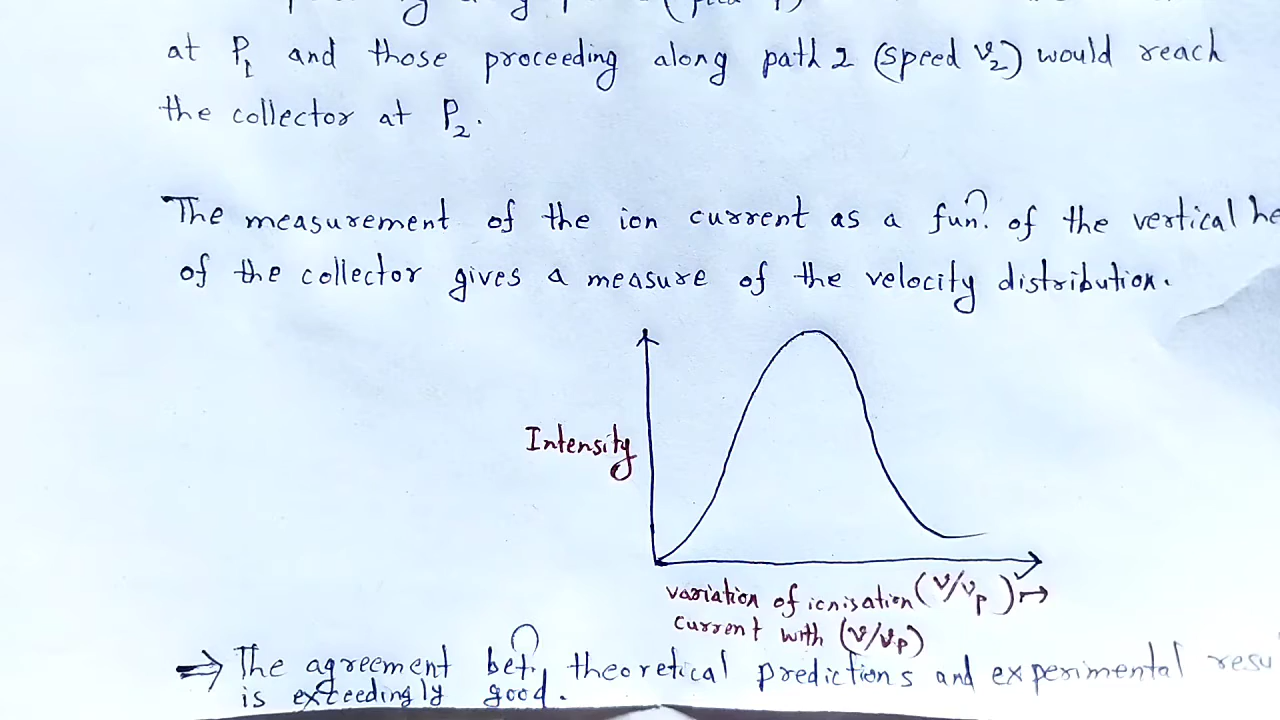 at P₁ and those proceeding along path 2 (speed v₂) would reach
the collector at P₂.
The measurement of the ion current as a fun. of the vertical he
of the collector gives a measure of the velocity distribution.
Intensity
variation of ionisation (v/vₚ) →
current with (v/vₚ)
⇒ The agreement bet. theoretical predictions and experimental resu
is exceedingly good.